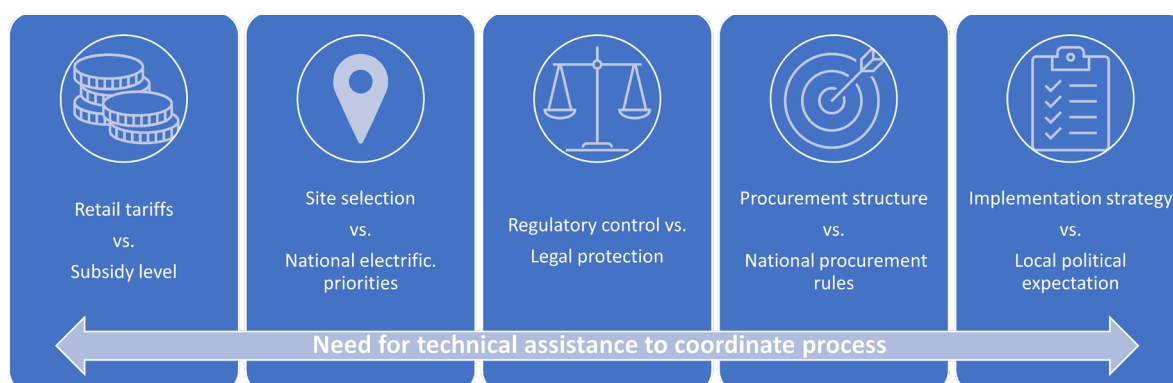 Retail tariffs
vs.
Subsidy level
Site selection
vs.
National electrific.
priorities
Regulatory control vs.
Legal protection
Procurement structure
vs.
National procurement
rules
Implementation strategy
vs.
Local political
expectation
Need for technical assistance to coordinate process